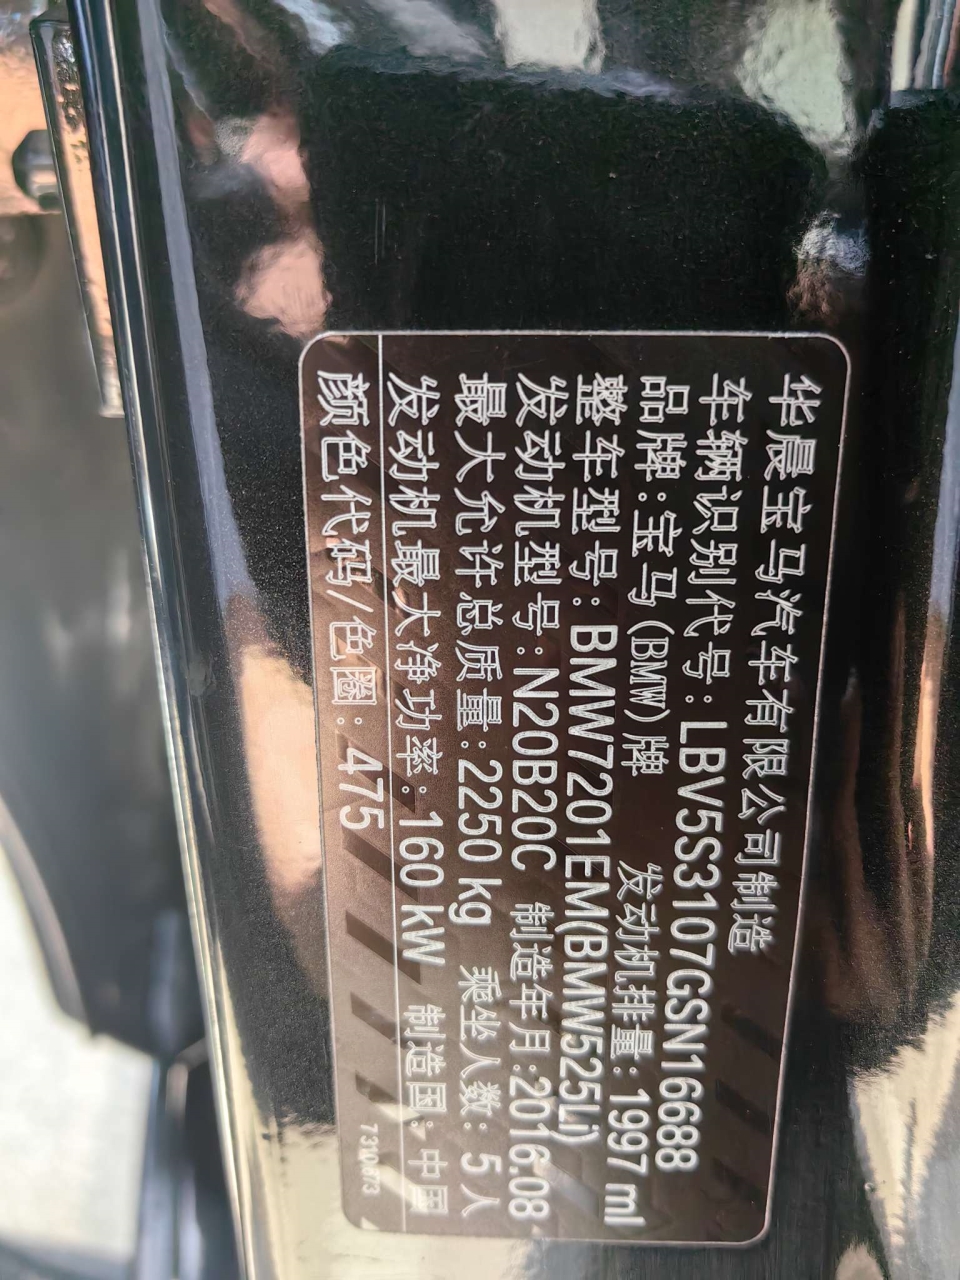 华晨宝马汽车有限公司制造
车辆识别代号:LBV5S3107GSN16688
品牌:宝马(BMW)牌 发动机排量:1997 ml
整车型号:BMW7201EM(BMW525Li)
发动机型号:N20B20C 制造年月:2016.08
最大允许总质量:2250 kg 乘坐人数:5人
发动机最大净功率:160 kW 制造国:中国
颜色代码/色圈:475
7310673